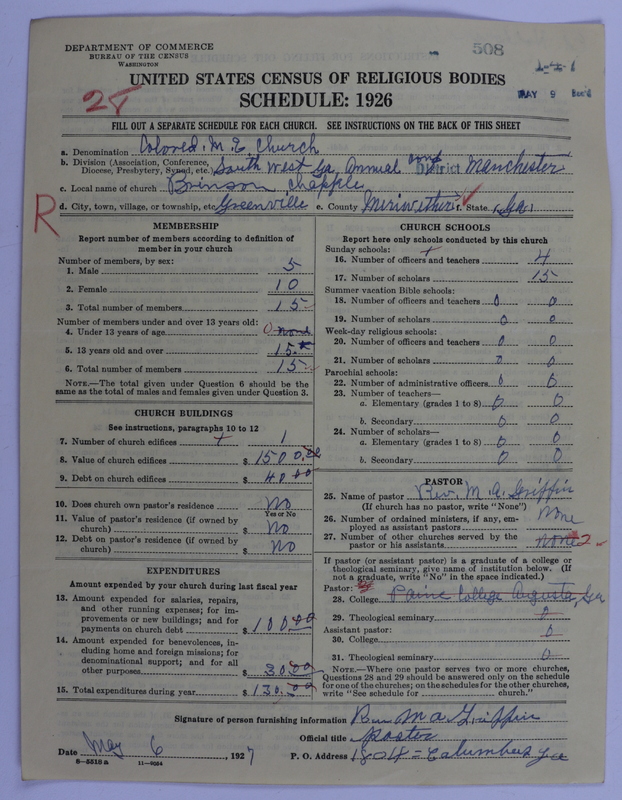 DEPARTMENT OF COMMERCE
BUREAU OF THE CENSUS
WASHINGTON
508
MAY 9
UNITED STATES CENSUS OF RELIGIOUS BODIES
28
SCHEDULE: 1926
FILL OUT A SEPARATE SCHEDULE FOR EACH CHURCH. SEE INSTRUCTIONS ON THE BACK OF THIS SHEET
a. Denomination Colored. M. E Church
b. Division (Association, Conference, Diocese, Presbytery, Synod, etc.) South West Ga, Annual Conf District Manchester
c. Local name of church Brinson, Chapple
R
d. City, town, village, or township, etc. Greenville e. County Meriwether f. State Ga
MEMBERSHIP
Report number of members according to definition of
member in your church
Number of members, by sex:
1. Male 5
2. Female 10
3. Total number of members 15
Number of members under and over 13 years old:
4. Under 13 years of age 0 none
5. 13 years old and over 15
6. Total number of members 15
NOTE.—The total given under Question 6 should be the
same as the total of males and females given under Question 3.
CHURCH BUILDINGS
See instructions, paragraphs 10 to 12
7. Number of church edifices 1
8. Value of church edifices $ 1500.00
9. Debt on church edifices $ 40 00
10. Does church own pastor's residence No
Yes or No
11. Value of pastor's residence (if owned by
church) $ No
12. Debt on pastor's residence (if owned by
church) $ No
EXPENDITURES
Amount expended by your church during last fiscal year
13. Amount expended for salaries, repairs,
and other running expenses; for im-
provements or new buildings; and for
payments on church debt $ 100 00
14. Amount expended for benevolences, in-
cluding home and foreign missions; for
denominational support; and for all
other purposes $ 30.00
15. Total expenditures during year $ 130.00
CHURCH SCHOOLS
Report here only schools conducted by this church
Sunday schools:
16. Number of officers and teachers 4
17. Number of scholars 15
Summer vacation Bible schools:
18. Number of officers and teachers 0 0
19. Number of scholars 0 0
Week-day religious schools:
20. Number of officers and teachers 0 0
21. Number of scholars 0 0
Parochial schools:
22. Number of administrative officers 0 0
23. Number of teachers—
a. Elementary (grades 1 to 8) 0 0
b. Secondary 0 0
24. Number of scholars—
a. Elementary (grades 1 to 8) 0 0
b. Secondary 0 0
PASTOR
25. Name of pastor Rev. M. A. Griffin
(If church has no pastor, write "None")
26. Number of ordained ministers, if any, em-
ployed as assistant pastors None
27. Number of other churches served by the
pastor or his assistants None 2
If pastor (or assistant pastor) is a graduate of a college or
theological seminary, give name of institution below. (If
not a graduate, write "No" in the space indicated.)
Pastor:
28. College Paine College Augusta, Ga
29. Theological seminary 0
Assistant pastor:
30. College 0
31. Theological seminary 0
NOTE.—Where one pastor serves two or more churches,
Questions 28 and 29 should be answered only on the schedule
for one of the churches; on the schedules for the other churches,
write "See schedule for church."
Signature of person furnishing information Rev M a Griffin
Official title Pastor
Date May 6, 1927 P. O. Address 1804 = Columbus Ga
8—5518 a 11—9054